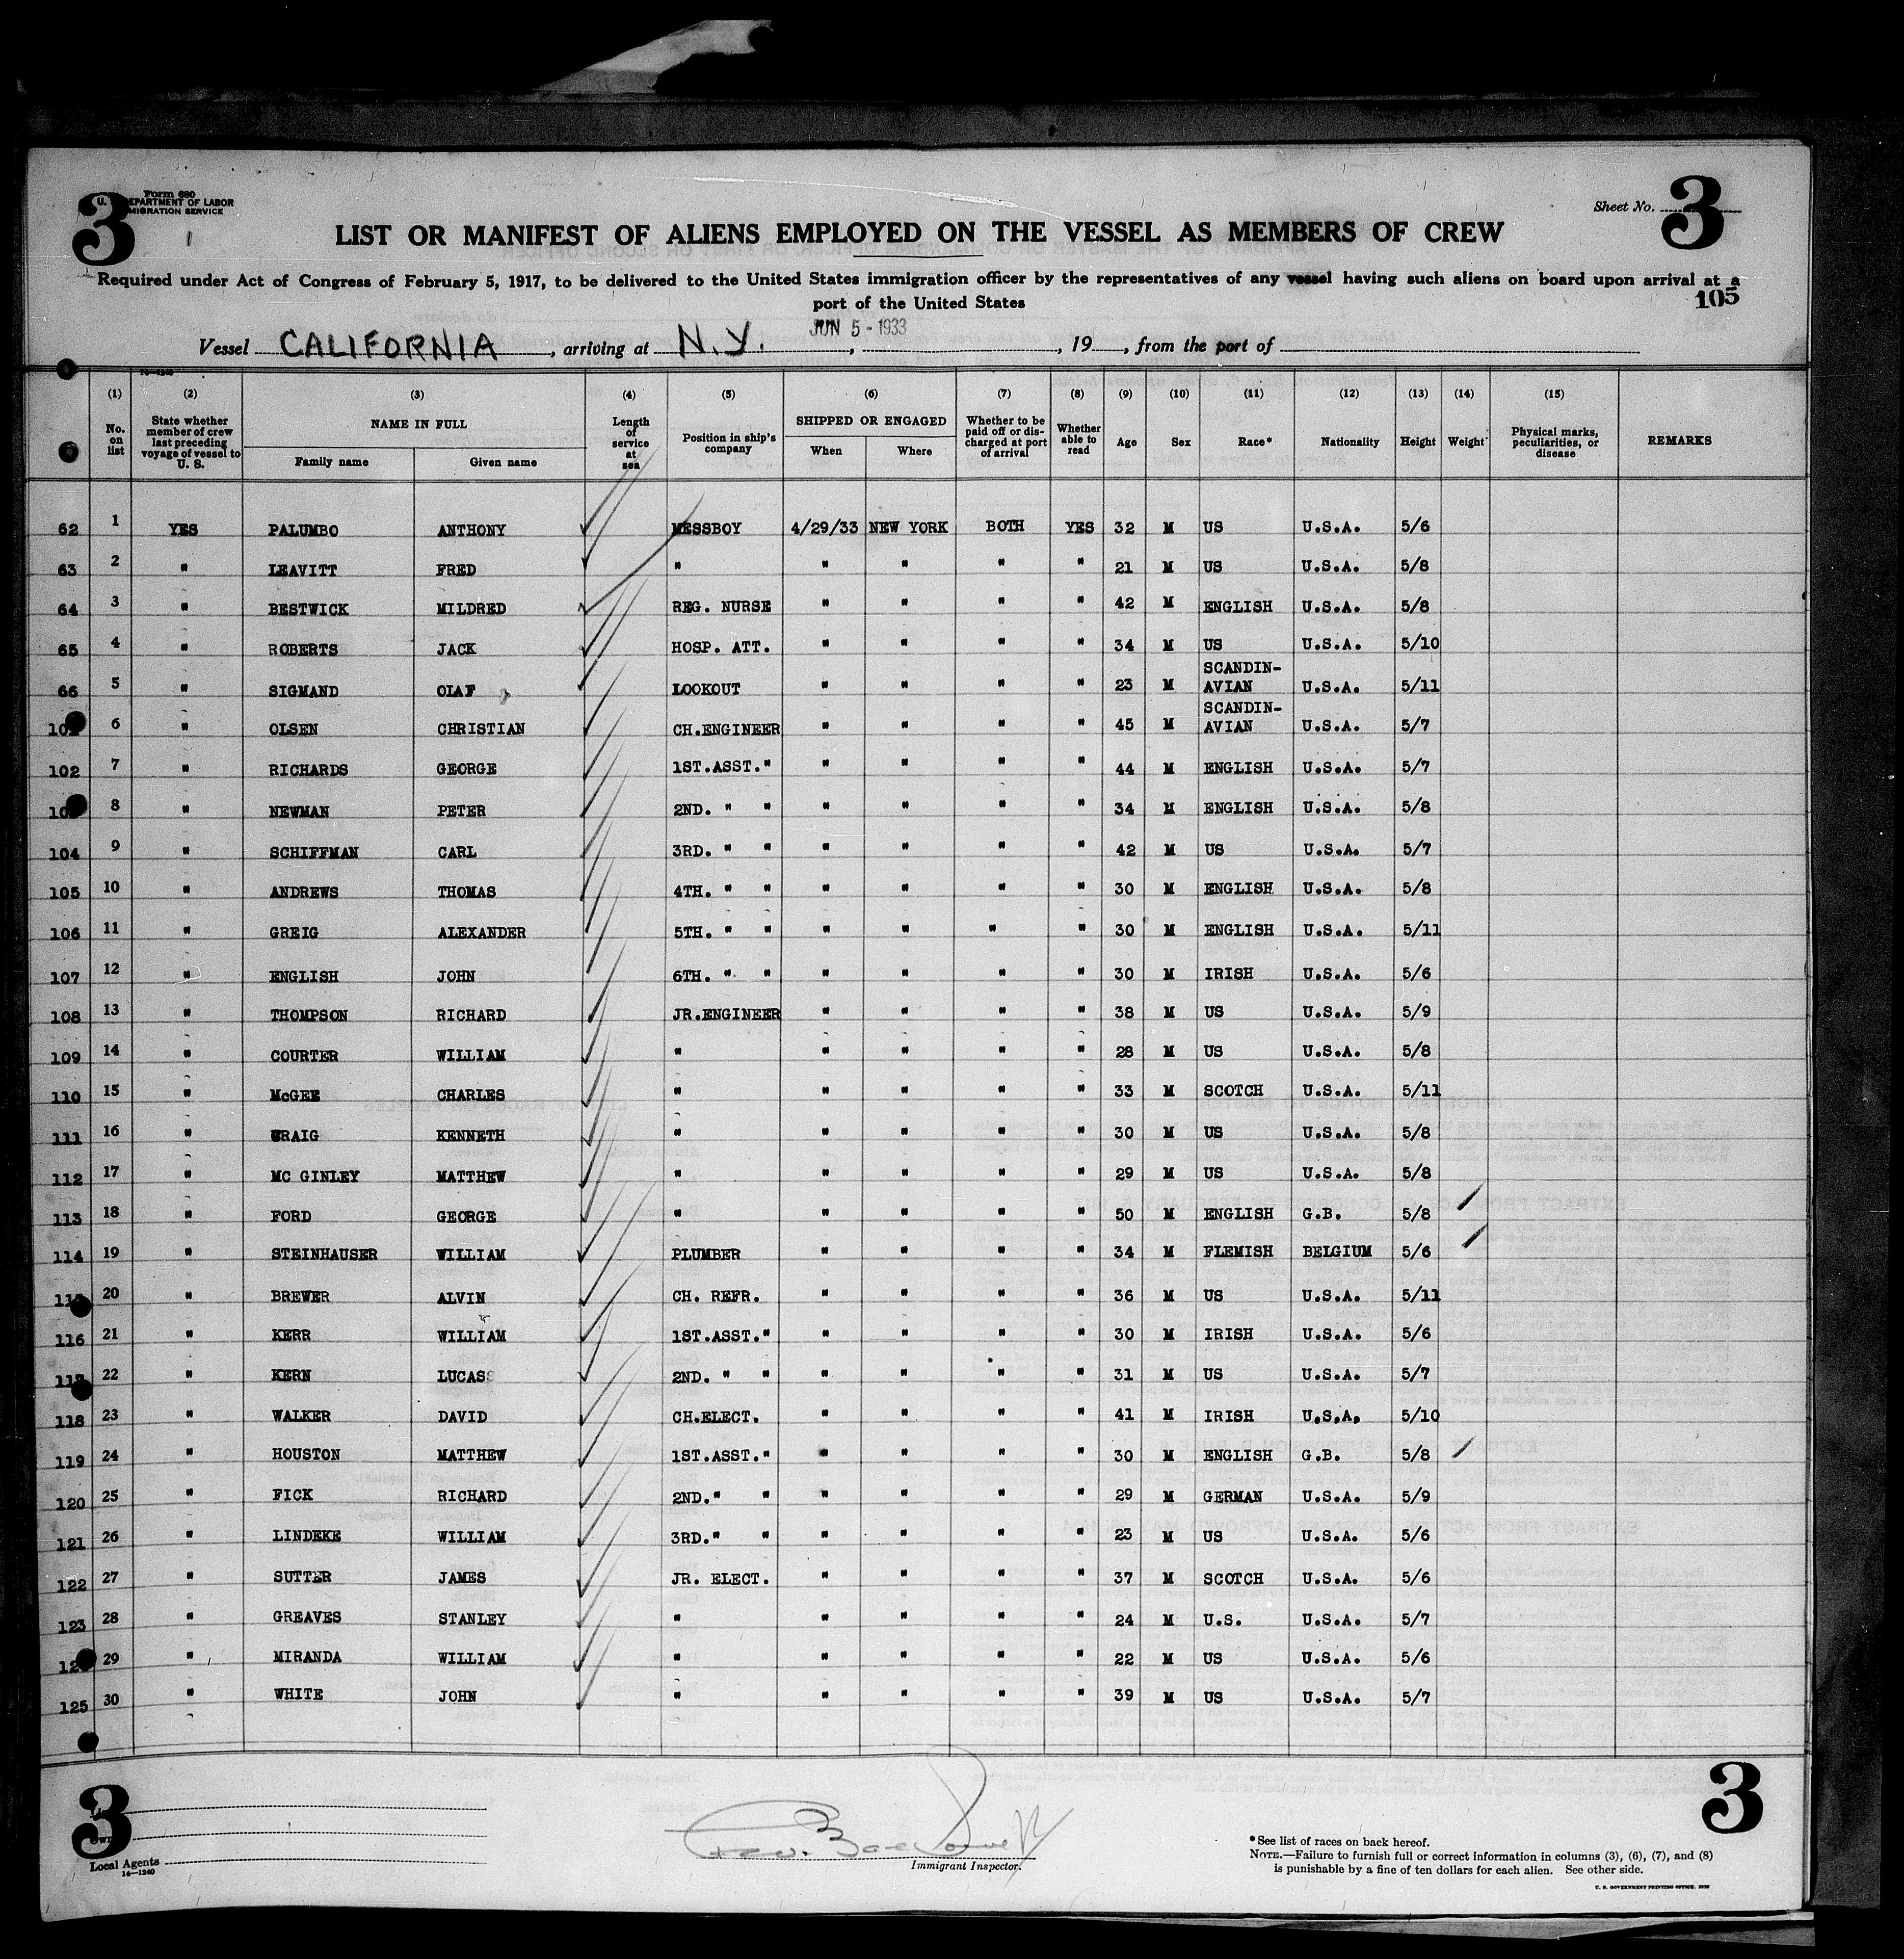 3
Form 680
U. S. DEPARTMENT OF LABOR
IMMIGRATION SERVICE
Sheet No. 3
LIST OR MANIFEST OF ALIENS EMPLOYED ON THE VESSEL AS MEMBERS OF CREW
Required under Act of Congress of February 5, 1917, to be delivered to the United States immigration officer by the representatives of any vessel having such aliens on board upon arrival at a
port of the United States
105
JUN 5 - 1933
Vessel CALIFORNIA, arriving at N.Y., , 19 , from the port of
14—1240
(1) (2) (3) (4) (5) (6) (7) (8) (9) (10) (11) (12) (13) (14) (15)
No. on list State whether member of crew last preceding voyage of vessel to U. S. NAME IN FULL Family name Given name Length of service at sea Position in ship's company SHIPPED OR ENGAGED When Where Whether to be paid off or discharged at port of arrival Whether able to read Age Sex Race* Nationality Height Weight Physical marks, peculiarities, or disease REMARKS
62 1 YES PALUMBO ANTHONY MESSBOY 4/29/33 NEW YORK BOTH YES 32 M US U.S.A. 5/6
63 2 " LEAVITT FRED " " " " " 21 M US U.S.A. 5/8
64 3 " BESTWICK MILDRED REG. NURSE " " " " 42 M ENGLISH U.S.A. 5/8
65 4 " ROBERTS JACK HOSP. ATT. " " " " 34 M US U.S.A. 5/10
66 5 " SIGMAND OLAF LOOKOUT " " " " 23 M SCANDIN-AVIAN U.S.A. 5/11
6 " OLSEN CHRISTIAN CH.ENGINEER " " " " 45 M SCANDIN-AVIAN U.S.A. 5/7
102 7 " RICHARDS GEORGE 1ST.ASST." " " " " 44 M ENGLISH U.S.A. 5/7
8 " NEWMAN PETER 2ND. " " " " " " 34 M ENGLISH U.S.A. 5/8
104 9 " SCHIFFMAN CARL 3RD. " " " " " " 42 M US U.S.A. 5/7
105 10 " ANDREWS THOMAS 4TH. " " " " " " 30 M ENGLISH U.S.A. 5/8
106 11 " GREIG ALEXANDER 5TH. " " " " " " 30 M ENGLISH U.S.A. 5/11
107 12 " ENGLISH JOHN 6TH. " " " " " " 30 M IRISH U.S.A. 5/6
108 13 " THOMPSON RICHARD JR.ENGINEER " " " " 38 M US U.S.A. 5/9
109 14 " COURTER WILLIAM " " " " " 28 M US U.S.A. 5/8
110 15 " McGEE CHARLES " " " " " 33 M SCOTCH U.S.A. 5/11
111 16 " CRAIG KENNETH " " " " " 30 M US U.S.A. 5/8
112 17 " MC GINLEY MATTHEW " " " " " 29 M US U.S.A. 5/8
113 18 " FORD GEORGE " " " " " 50 M ENGLISH G.B. 5/8
114 19 " STEINHAUSER WILLIAM PLUMBER " " " " 34 M FLEMISH BELGIUM 5/6
20 " BREWER ALVIN CH. REFR. " " " " 36 M US U.S.A. 5/11
116 21 " KERR WILLIAM 1ST.ASST." " " " " 30 M IRISH U.S.A. 5/6
22 " KERN LUCAS 2ND. " " " " " " 31 M US U.S.A. 5/7
118 23 " WALKER DAVID CH.ELECT. " " " " 41 M IRISH U.S.A. 5/10
119 24 " HOUSTON MATTHEW 1ST.ASST." " " " " 30 M ENGLISH G.B. 5/8
120 25 " FICK RICHARD 2ND." " " " " " 29 M GERMAN U.S.A. 5/9
121 26 " LINDEKE WILLIAM 3RD." " " " " " 23 M US U.S.A. 5/6
122 27 " SUTTER JAMES JR. ELECT. " " " " 37 M SCOTCH U.S.A. 5/6
123 28 " GREAVES STANLEY " " " " " 24 M U.S. U.S.A. 5/7
29 " MIRANDA WILLIAM " " " " " 22 M US U.S.A. 5/6
125 30 " WHITE JOHN " " " " " 39 M US U.S.A. 5/7
3
3
Local Agents
14—1240
Immigrant Inspector.
*See list of races on back hereof.
NOTE.—Failure to furnish full or correct information in columns (3), (6), (7), and (8)
is punishable by a fine of ten dollars for each alien. See other side.
U. S. GOVERNMENT PRINTING OFFICE.